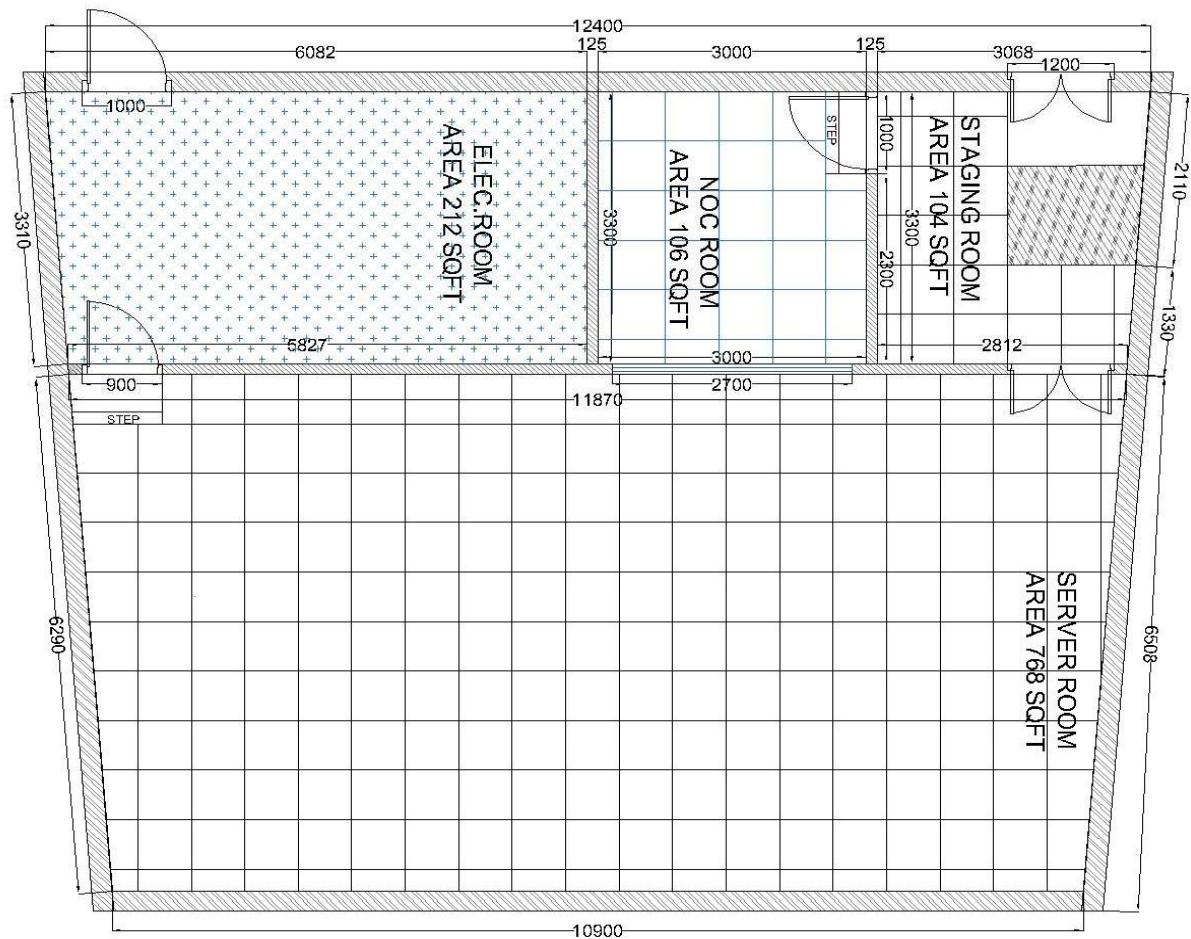 12400
6082
125
3000
125
3068
1200
1000
ELEC.ROOM
AREA 212 SQFT
NOC ROOM
AREA 106 SQFT
STEP
1000
STAGING ROOM
AREA 104 SQFT
2110
3310
3300
2300
3300
1330
5827
3000
2812
900
2700
11870
STEP
SERVER ROOM
AREA 768 SQFT
6290
6508
10900